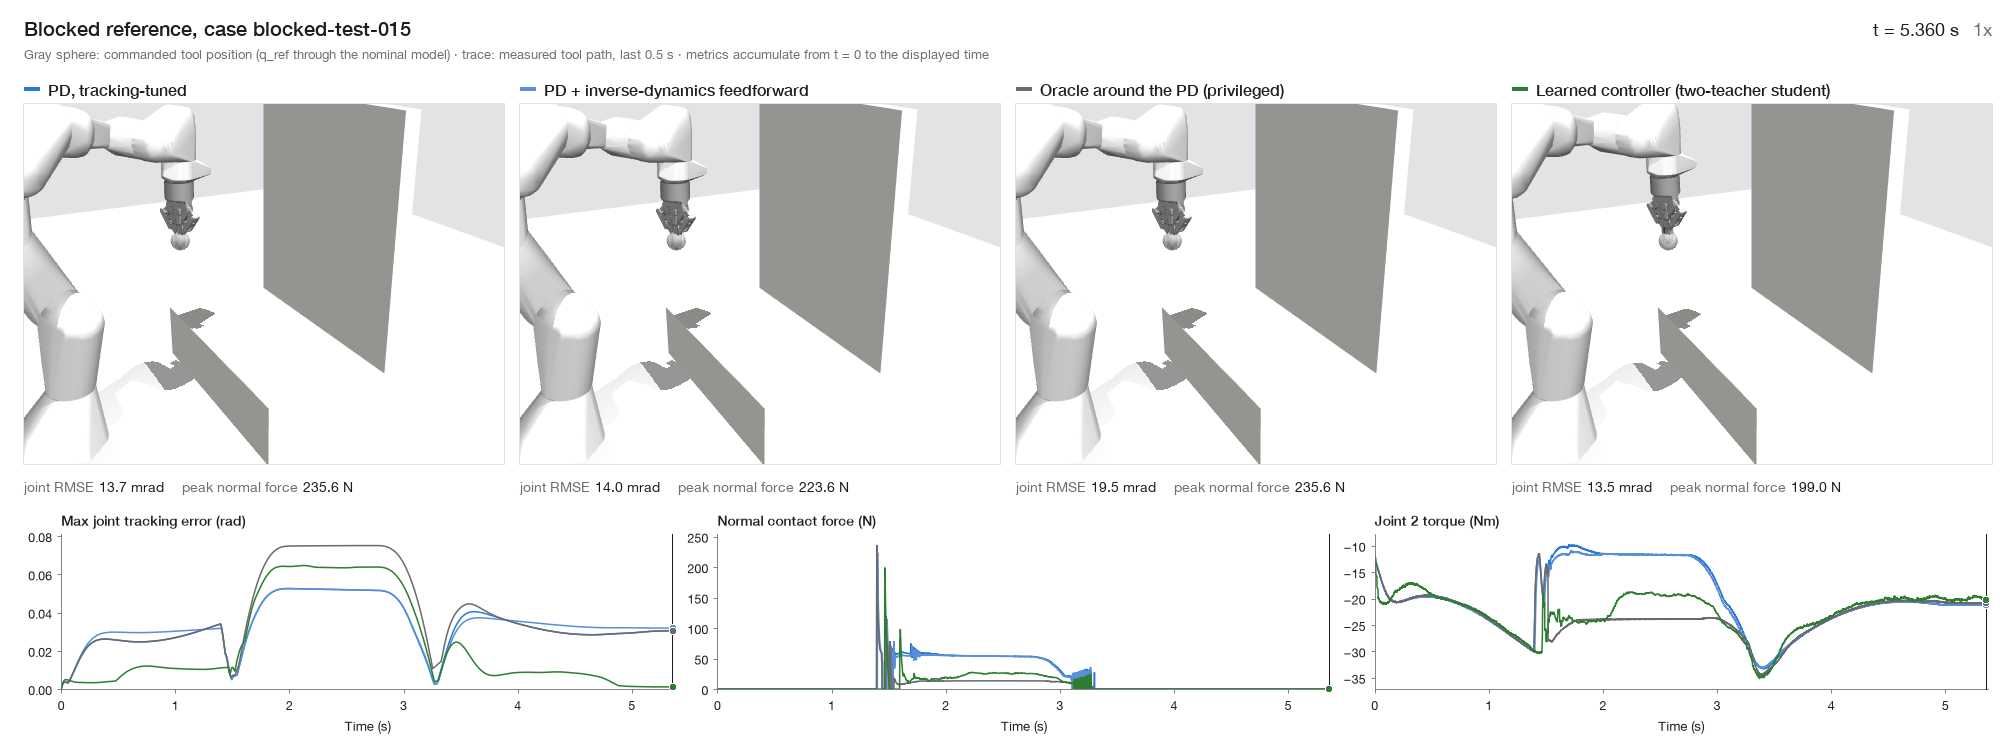 Blocked reference, case blocked-test-015
t = 5.360 s 1x
Gray sphere: commanded tool position (q_ref through the nominal model) · trace: measured tool path, last 0.5 s · metrics accumulate from t = 0 to the displayed time
PD, tracking-tuned
PD + inverse-dynamics feedforward
Oracle around the PD (privileged)
Learned controller (two-teacher student)
joint RMSE 13.7 mrad peak normal force 235.6 N
joint RMSE 14.0 mrad peak normal force 223.6 N
joint RMSE 19.5 mrad peak normal force 235.6 N
joint RMSE 13.5 mrad peak normal force 199.0 N
Max joint tracking error (rad)
0.08
0.06
0.04
0.02
0.00
0 1 2 3 4 5
Time (s)
Normal contact force (N)
250
200
150
100
50
0
0 1 2 3 4 5
Time (s)
Joint 2 torque (Nm)
−10
−15
−20
−25
−30
−35
0 1 2 3 4 5
Time (s)